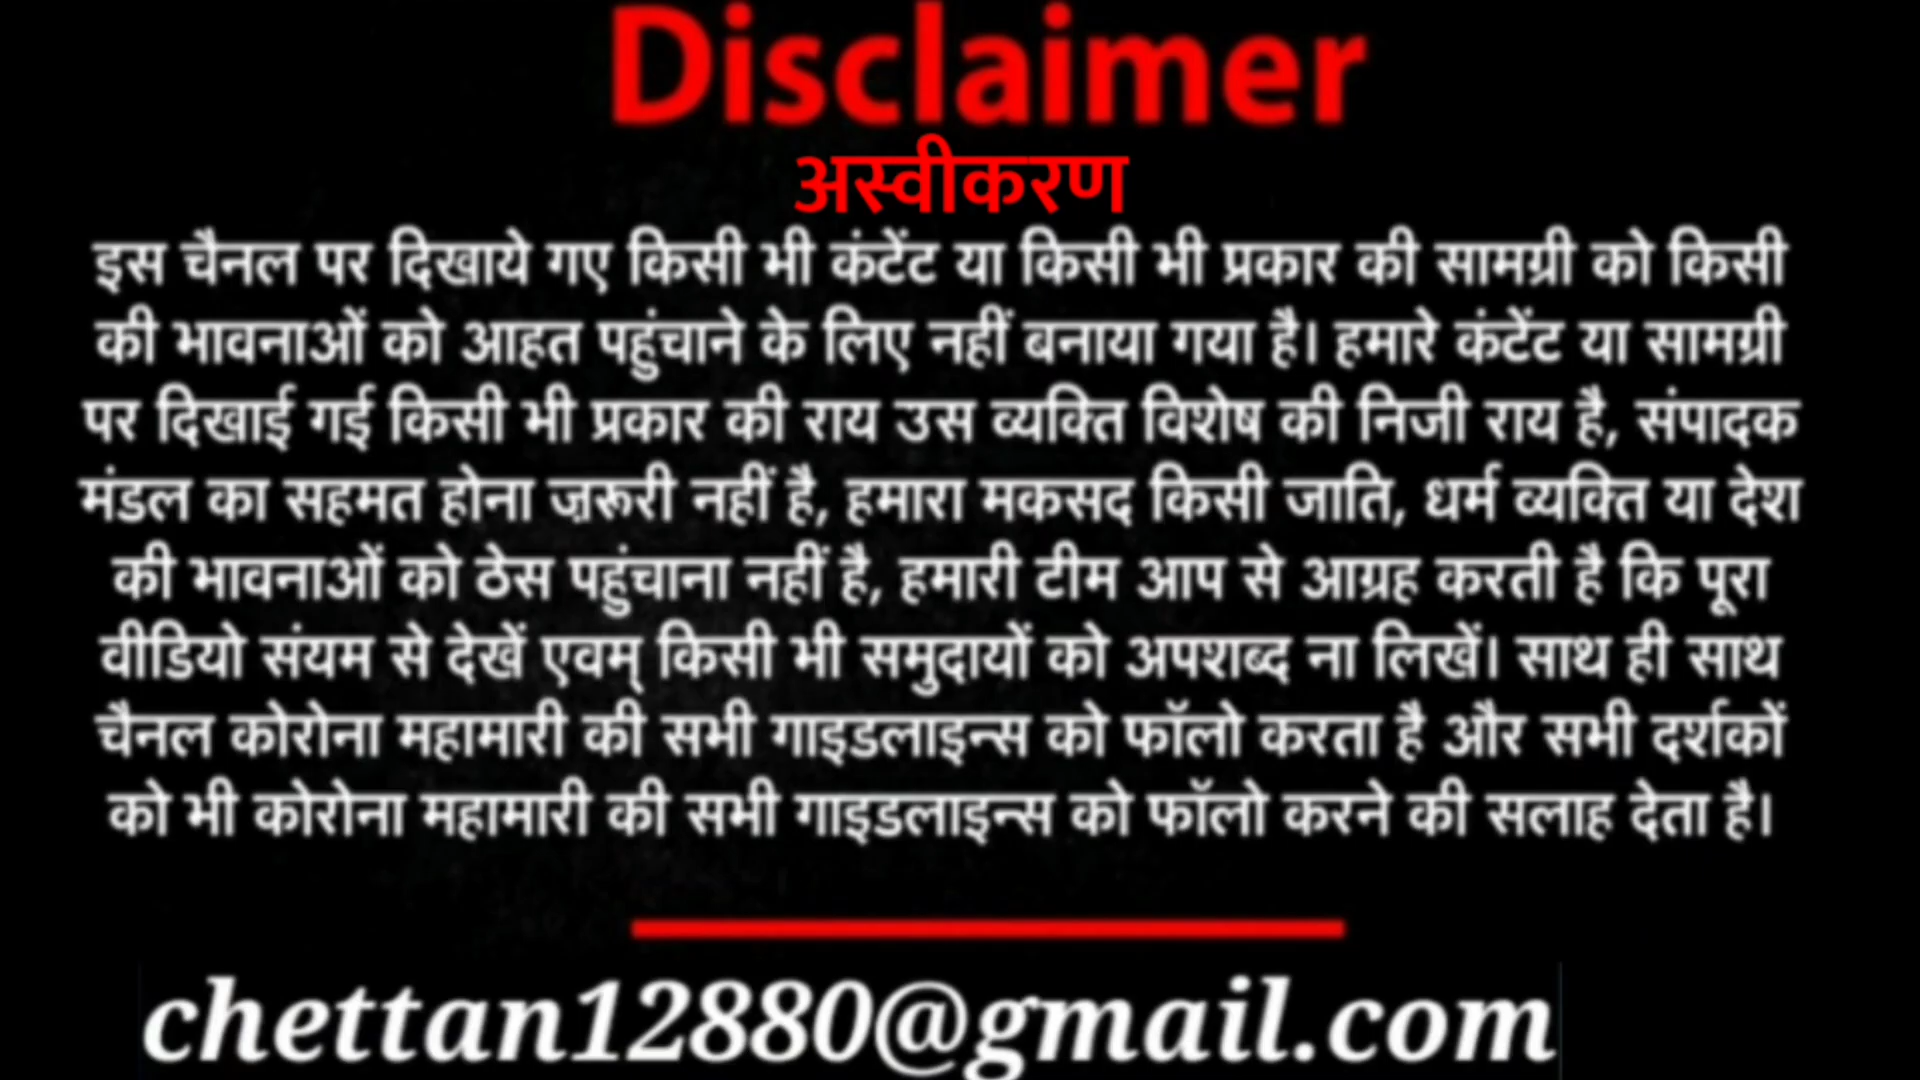 Disclaimer
अस्वीकरण
इस चैनल पर दिखाये गए किसी भी कंटेंट या किसी भी प्रकार की सामग्री को किसी
की भावनाओं को आहत पहुंचाने के लिए नहीं बनाया गया है। हमारे कंटेंट या सामग्री
पर दिखाई गई किसी भी प्रकार की राय उस व्यक्ति विशेष की निजी राय है, संपादक
मंडल का सहमत होना ज़रूरी नहीं है, हमारा मकसद किसी जाति, धर्म व्यक्ति या देश
की भावनाओं को ठेस पहुंचाना नहीं है, हमारी टीम आप से आग्रह करती है कि पूरा
वीडियो संयम से देखें एवम् किसी भी समुदायों को अपशब्द ना लिखें। साथ ही साथ
चैनल कोरोना महामारी की सभी गाइडलाइन्स को फॉलो करता है और सभी दर्शकों
को भी कोरोना महामारी की सभी गाइडलाइन्स को फॉलो करने की सलाह देता है।
chettan12880@gmail.com